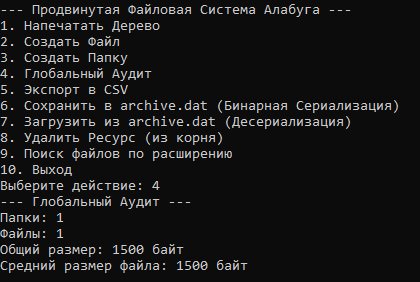 --- Продвинутая Файловая Система Алабуга ---
1. Напечатать Дерево
2. Создать Файл
3. Создать Папку
4. Глобальный Аудит
5. Экспорт в CSV
6. Сохранить в archive.dat (Бинарная Сериализация)
7. Загрузить из archive.dat (Десериализация)
8. Удалить Ресурс (из корня)
9. Поиск файлов по расширению
10. Выход
Выберите действие: 4
--- Глобальный Аудит ---
Папки: 1
Файлы: 1
Общий размер: 1500 байт
Средний размер файла: 1500 байт